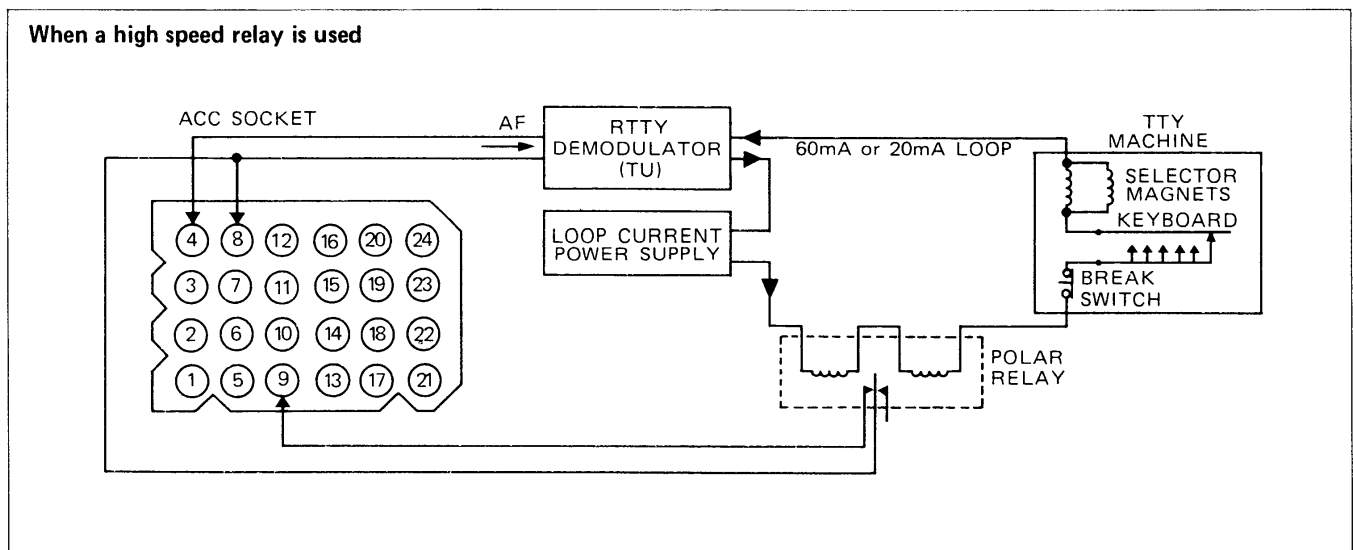 When a high speed relay is used
ACC SOCKET
AF
RTTY
DEMODULATOR
(TU)
60mA or 20mA LOOP
TTY
MACHINE
SELECTOR
MAGNETS
KEYBOARD
BREAK
SWITCH
LOOP CURRENT
POWER SUPPLY
POLAR
RELAY
4 8 12 16 20 24
3 7 11 15 19 23
2 6 10 14 18 22
1 5 9 13 17 21